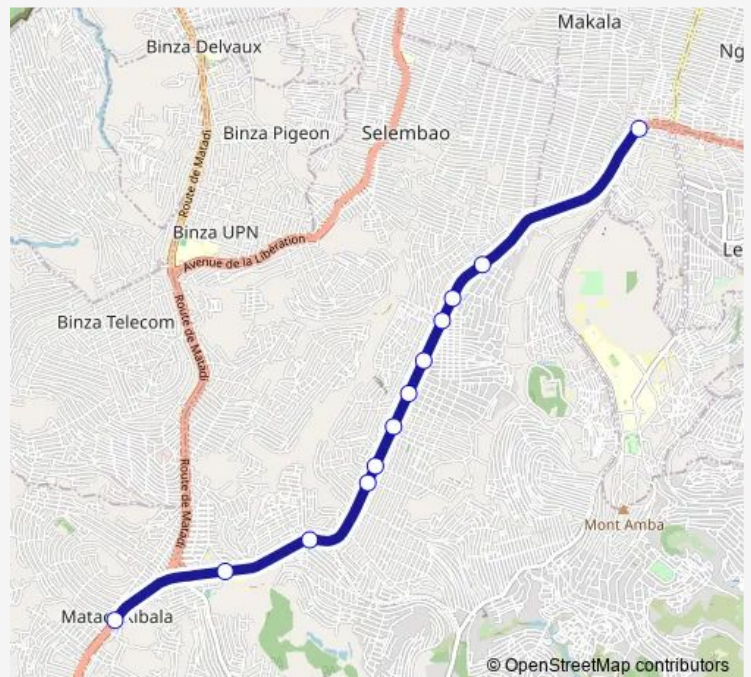 Makala
Binza Delvaux
Ng
Binza Pigeon
Selembao
Route de Matadi
Binza UPN
Avenue de la Libération
Le
Binza Telecom
Route de Matadi
Route de Matadi
Mont Amba
Kibala
© OpenStreetMap contributors